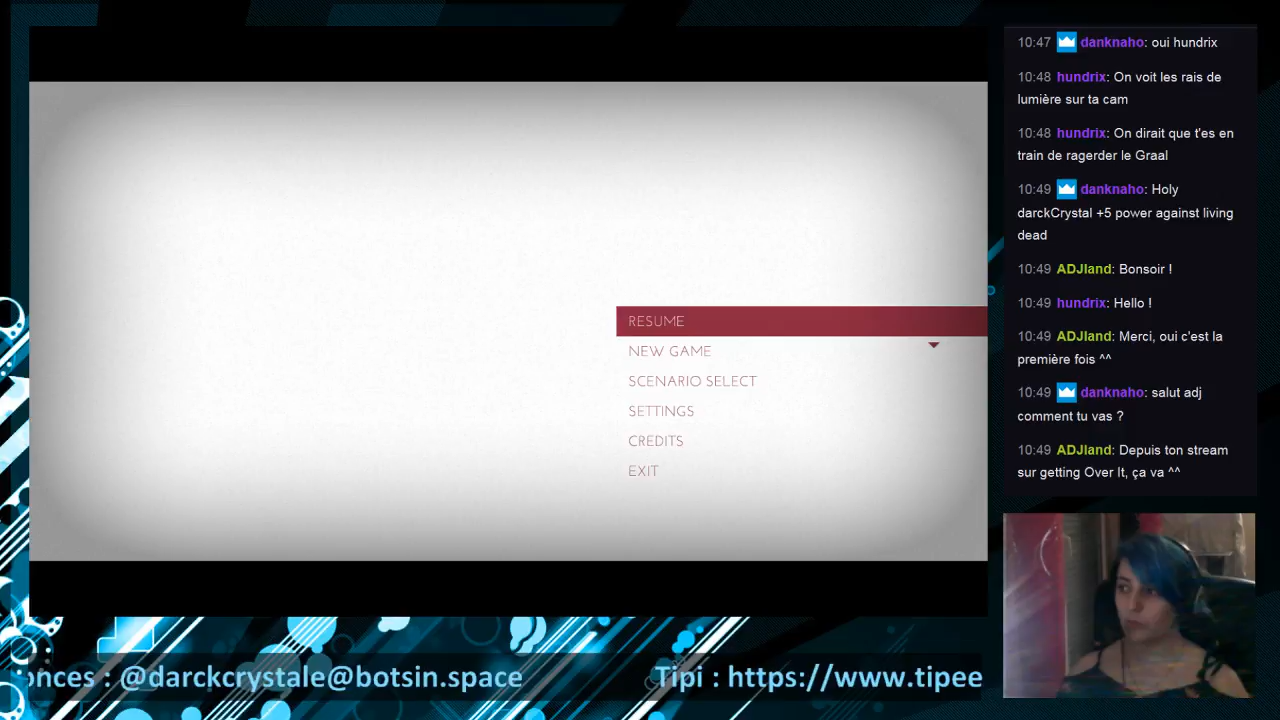 RESUME
NEW GAME
SCENARIO SELECT
SETTINGS
CREDITS
EXIT
10:47 danknaho: oui hundrix
10:48 hundrix: On voit les rais de
lumière sur ta cam
10:48 hundrix: On dirait que t'es en
train de ragerder le Graal
10:49 danknaho: Holy
darckCrystal +5 power against living
dead
10:49 ADJland: Bonsoir !
10:49 hundrix: Hello !
10:49 ADJland: Merci, oui c'est la
première fois ^^
10:49 danknaho: salut adj
comment tu vas ?
10:49 ADJland: Depuis ton stream
sur getting Over It, ça va ^^
onces : @darckcrystale@botsin.space Tipi : https://www.tipee